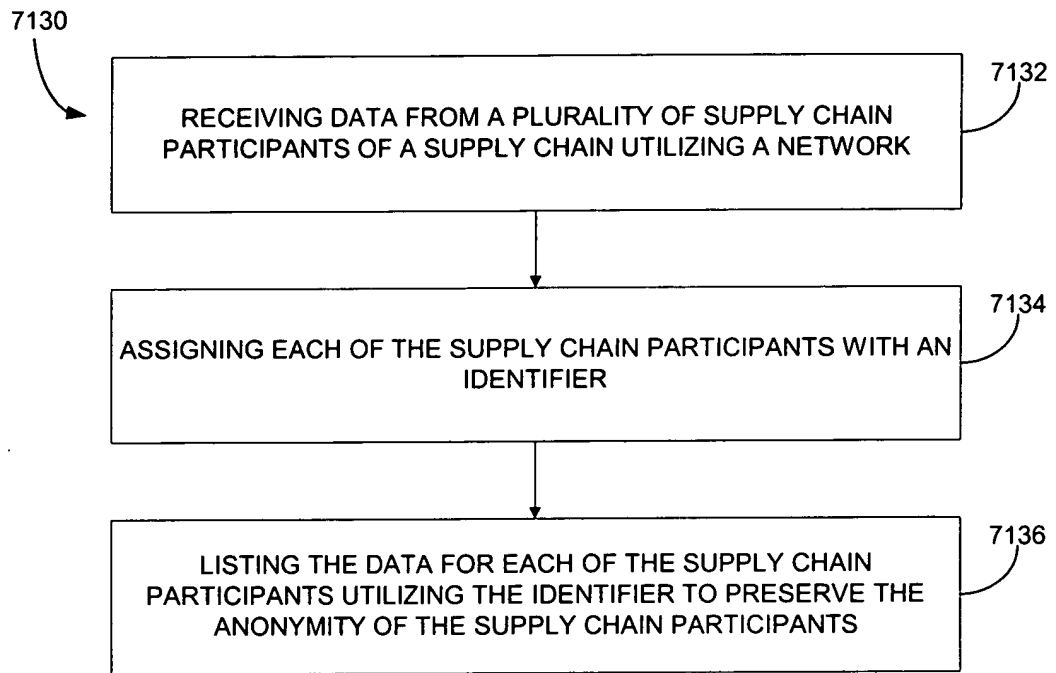 7130
7132
RECEIVING DATA FROM A PLURALITY OF SUPPLY CHAIN
PARTICIPANTS OF A SUPPLY CHAIN UTILIZING A NETWORK
7134
ASSIGNING EACH OF THE SUPPLY CHAIN PARTICIPANTS WITH AN
IDENTIFIER
7136
LISTING THE DATA FOR EACH OF THE SUPPLY CHAIN
PARTICIPANTS UTILIZING THE IDENTIFIER TO PRESERVE THE
ANONYMITY OF THE SUPPLY CHAIN PARTICIPANTS